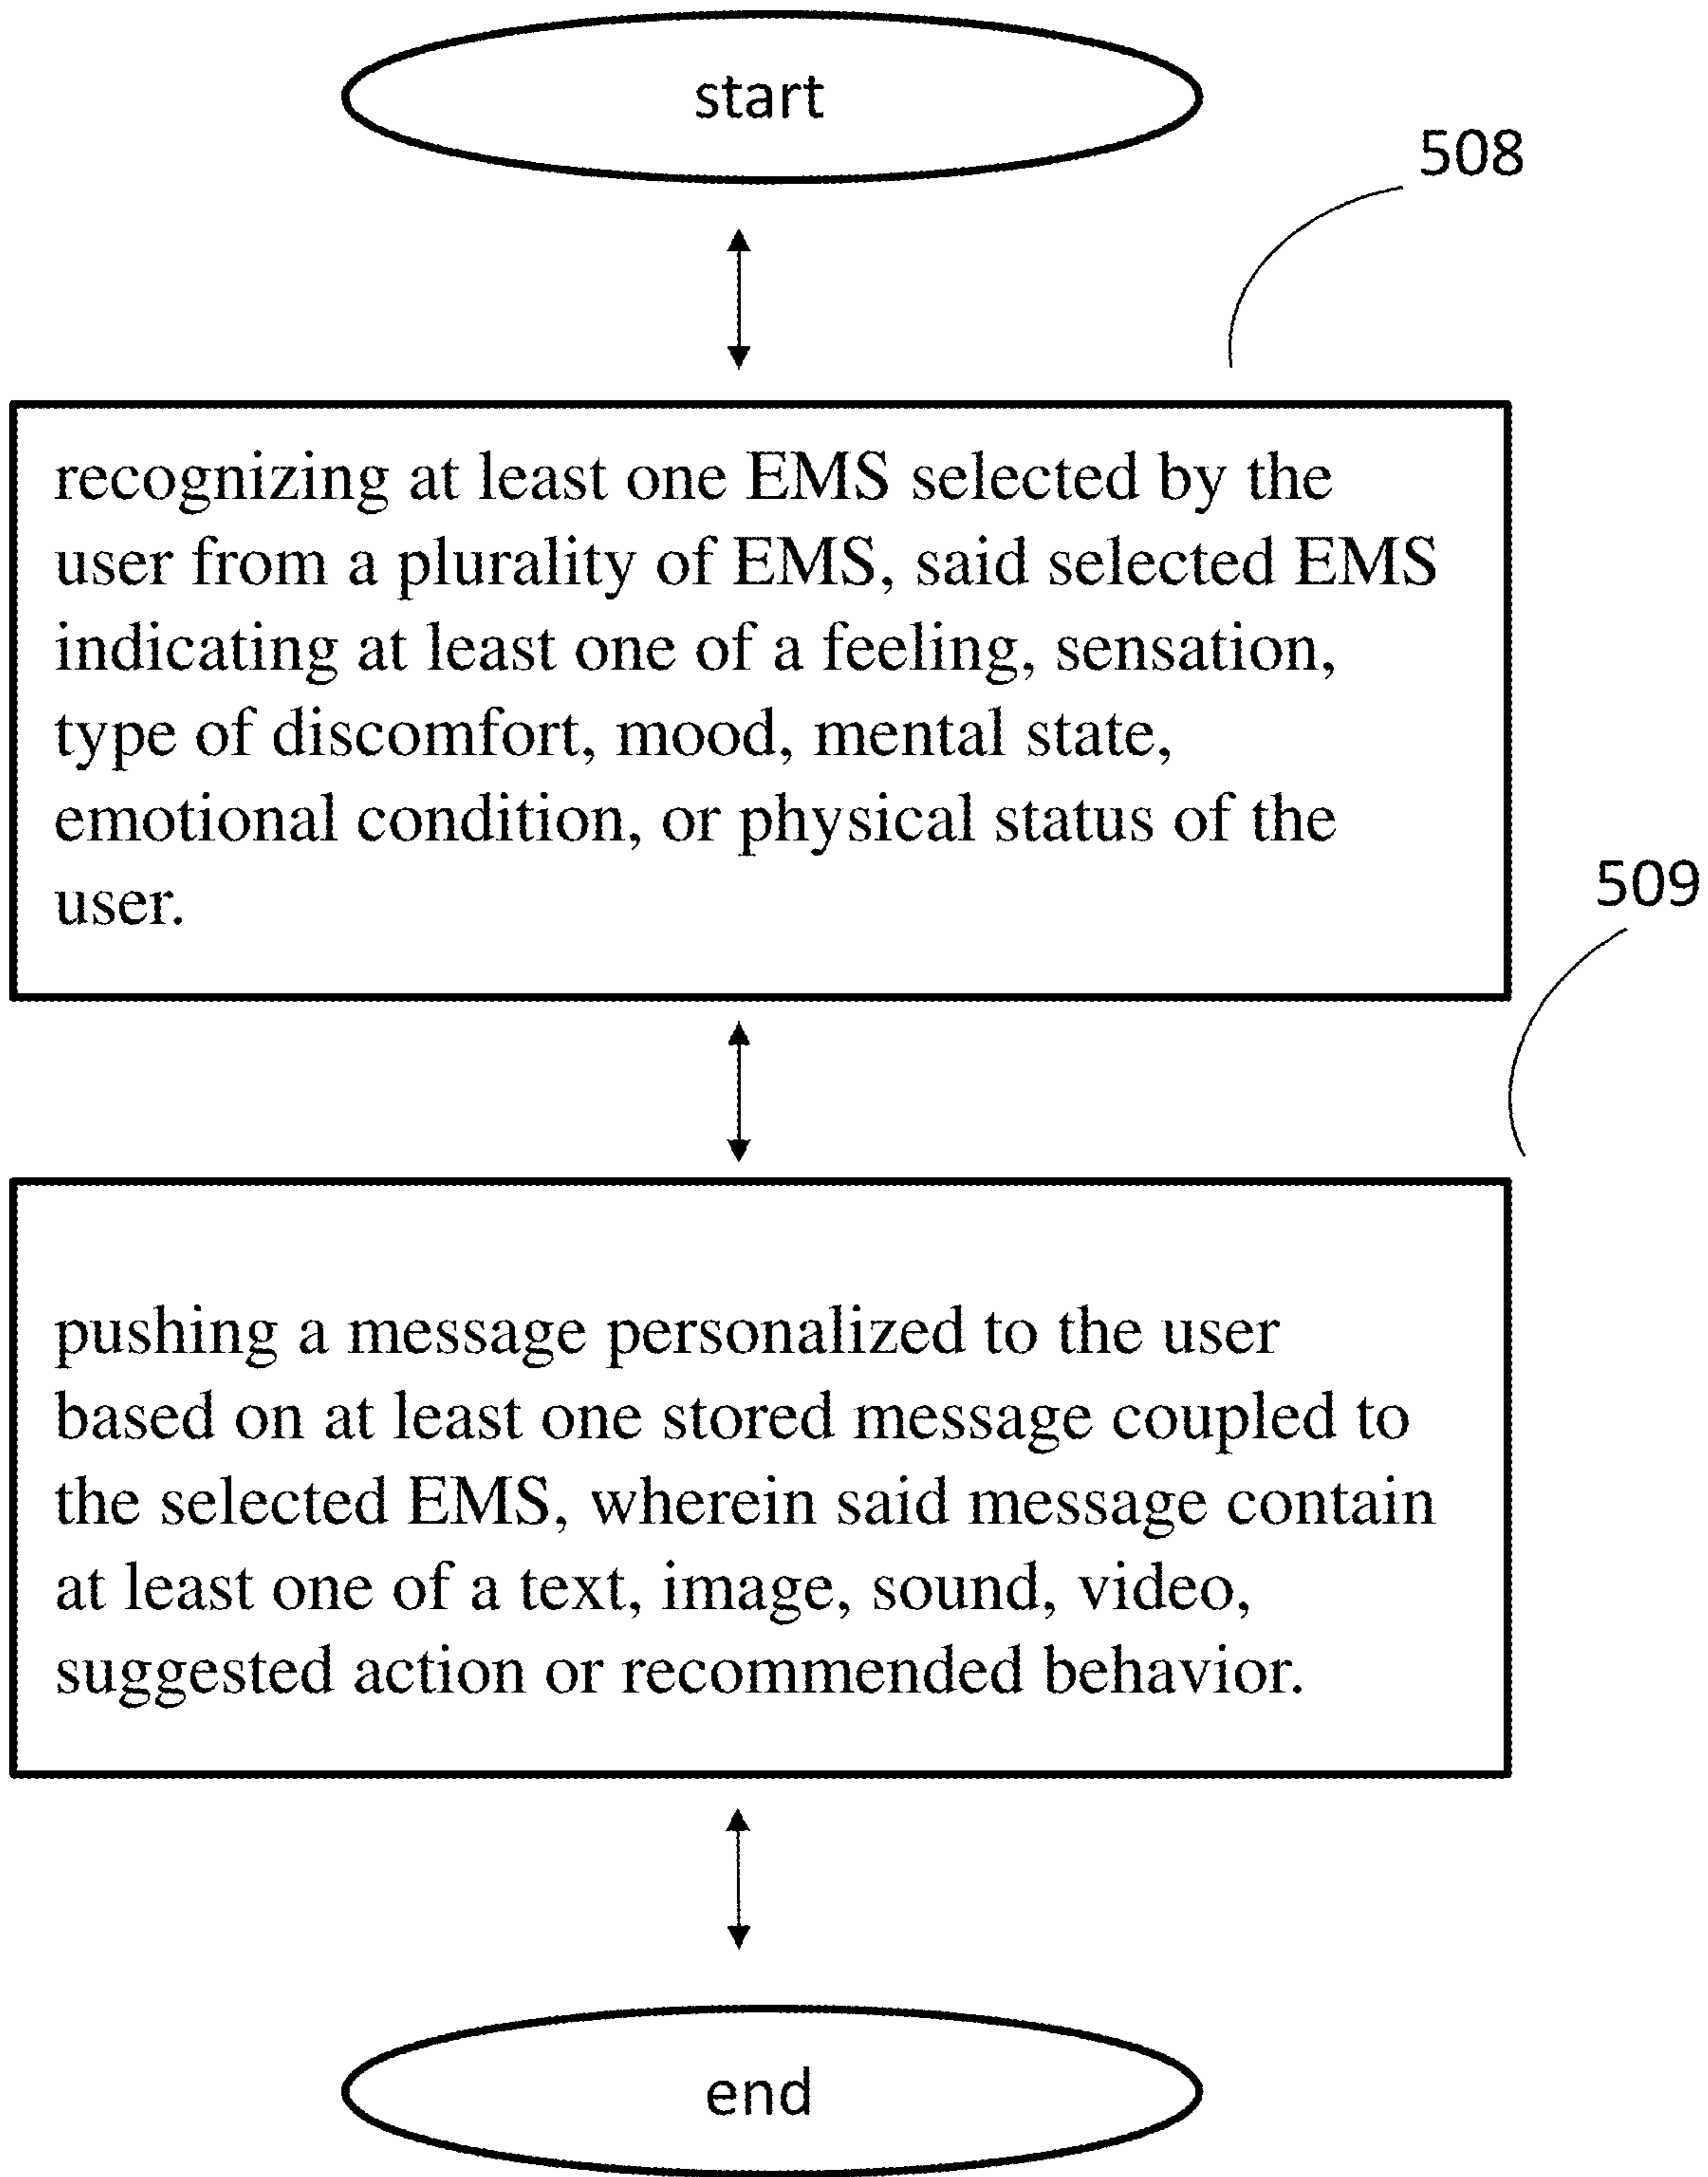 start
508
recognizing at least one EMS selected by the
user from a plurality of EMS, said selected EMS
indicating at least one of a feeling, sensation,
type of discomfort, mood, mental state,
emotional condition, or physical status of the
user.
509
pushing a message personalized to the user
based on at least one stored message coupled to
the selected EMS, wherein said message contain
at least one of a text, image, sound, video,
suggested action or recommended behavior.
end